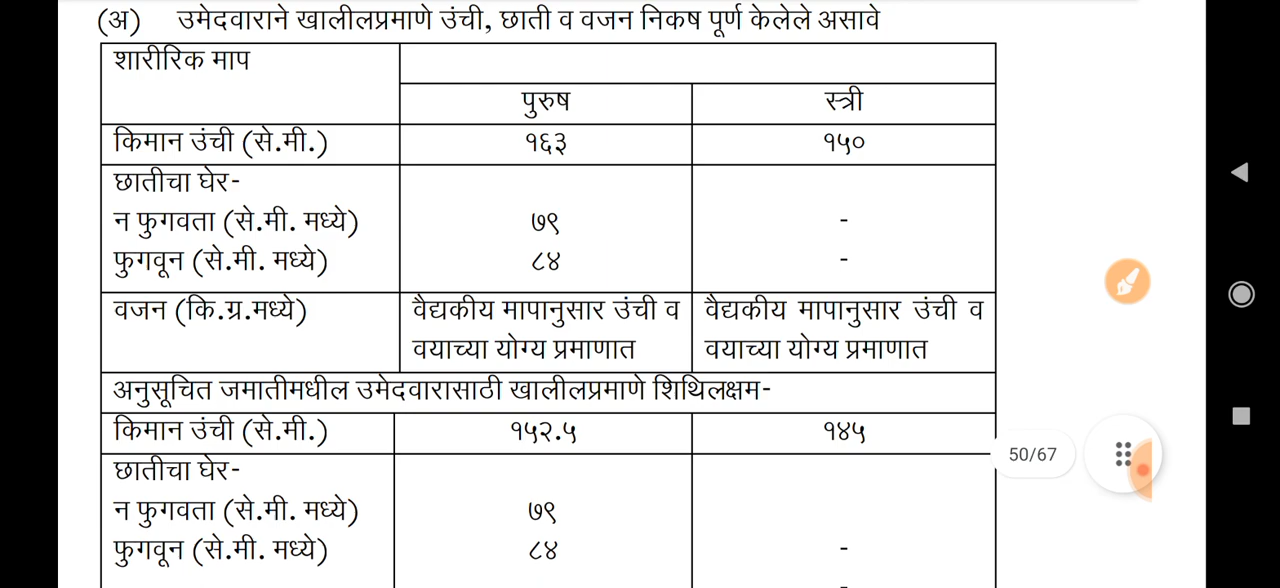 (अ) उमेदवाराने खालीलप्रमाणे उंची, छाती व वजन निकष पूर्ण केलेले असावे
शारीरिक माप
पुरुष स्त्री
किमान उंची (से.मी.) १६३ १५०
छातीचा घेर-
न फुगवता (से.मी. मध्ये) ७९ -
फुगवून (से.मी. मध्ये) ८४ -
वजन (कि.ग्र.मध्ये) वैद्यकीय मापानुसार उंची व वैद्यकीय मापानुसार उंची व
वयाच्या योग्य प्रमाणात वयाच्या योग्य प्रमाणात
अनुसूचित जमातीमधील उमेदवारासाठी खालीलप्रमाणे शिथिलक्षम-
किमान उंची (से.मी.) १५२.५ १४५
50/67
छातीचा घेर-
न फुगवता (से.मी. मध्ये) ७९
फुगवून (से.मी. मध्ये) ८४ -
-